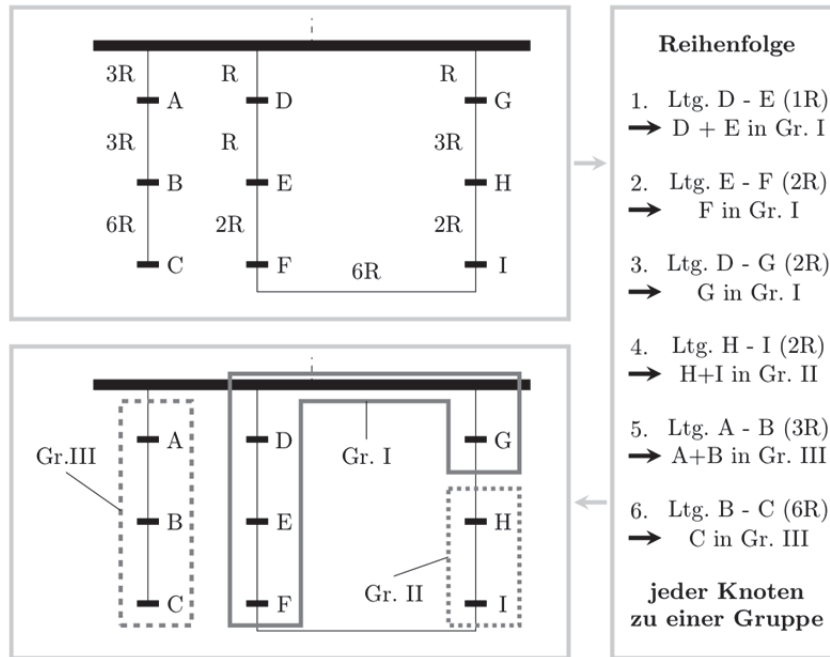 3R
R
R
A
D
G
3R
R
3R
B
E
H
6R
2R
2R
C
F
6R
I
Reihenfolge
1. Ltg. D - E (1R)
D + E in Gr. I
2. Ltg. E - F (2R)
F in Gr. I
3. Ltg. D - G (2R)
G in Gr. I
4. Ltg. H - I (2R)
H+I in Gr. II
5. Ltg. A - B (3R)
A+B in Gr. III
6. Ltg. B - C (6R)
C in Gr. III
jeder Knoten
zu einer Gruppe
A
D
G
Gr.III
Gr. I
B
E
H
C
F
Gr. II
I